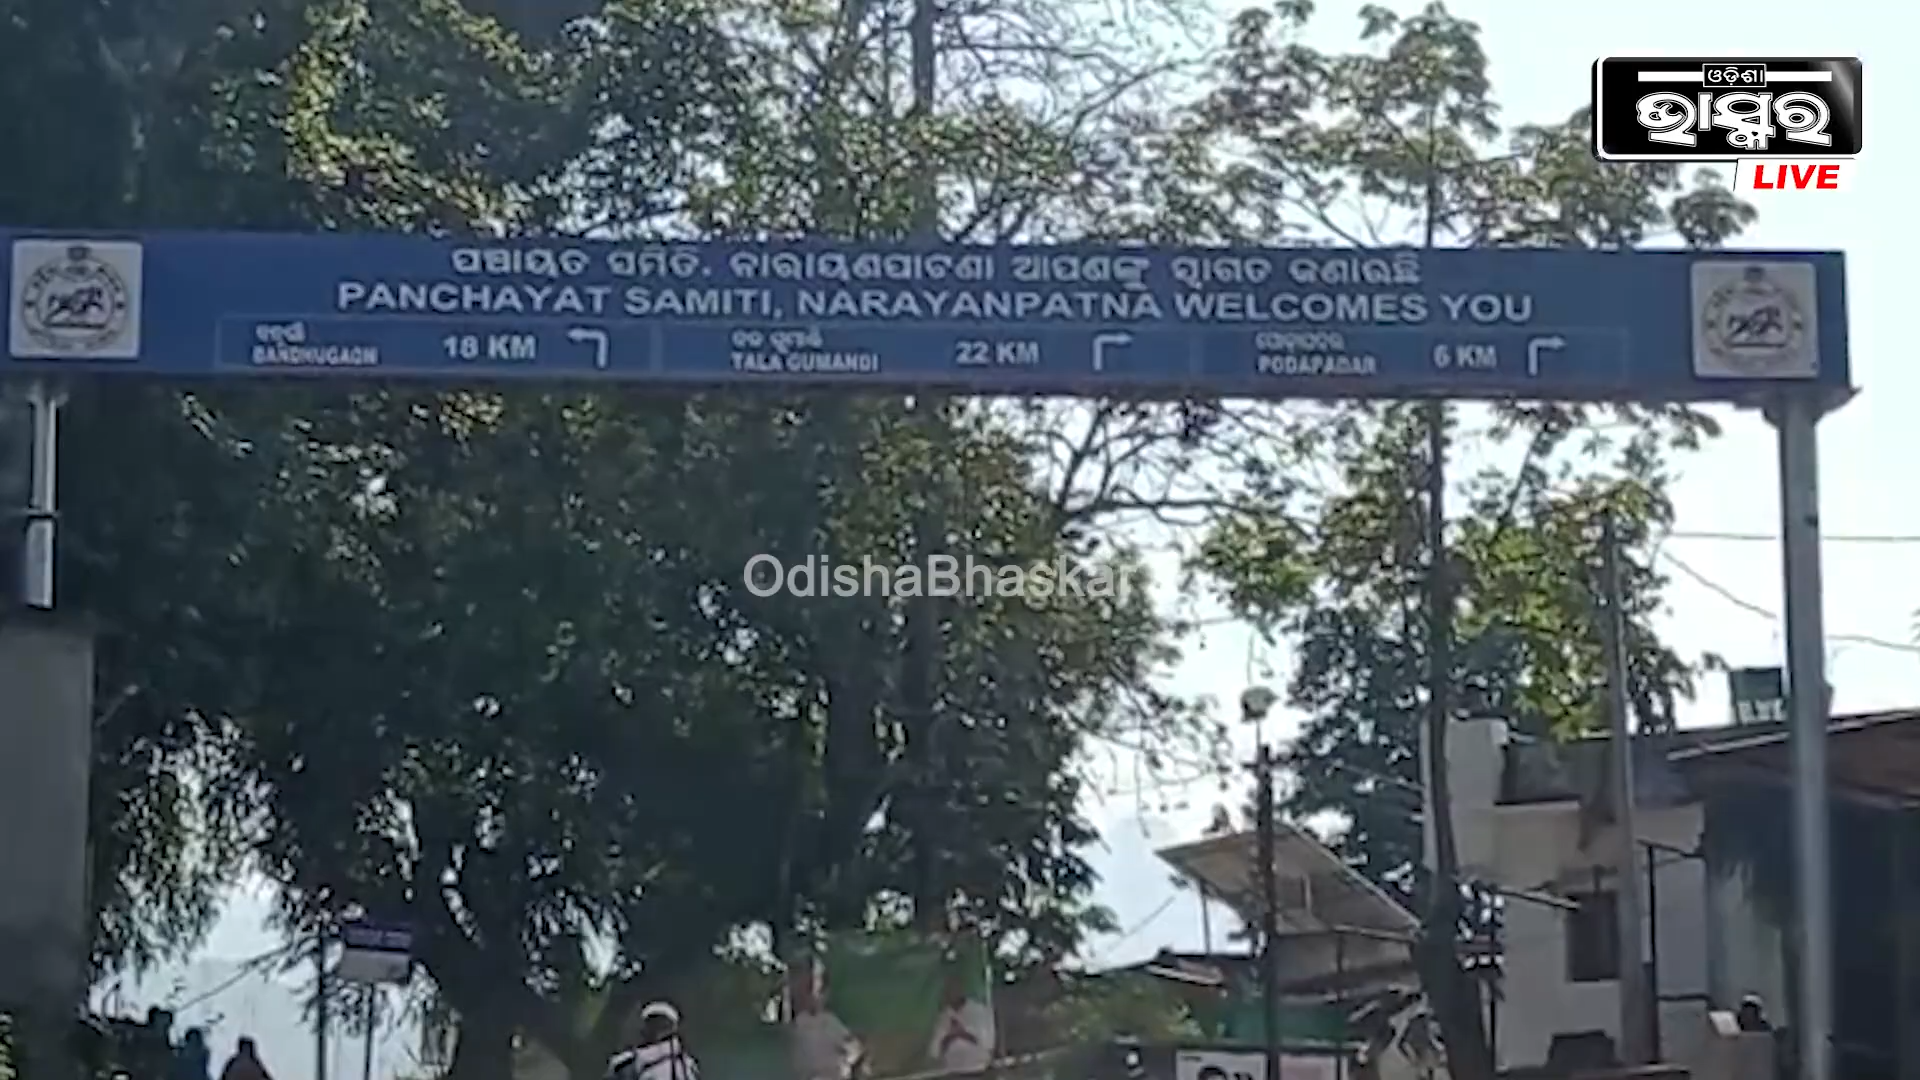 ଓଡ଼ିଶା
ଭାସ୍କର
LIVE
ପଞ୍ଚାୟତ ସମିତି, ନାରାୟଣପାଟଣା ଆପଣଙ୍କୁ ସ୍ୱାଗତ ଜଣାଉଛି
PANCHAYAT SAMITI, NARAYANPATNA WELCOMES YOU
BANDHUGAON 18 KM
TALA GUMANDI 22 KM
PODAPADAR 6 KM
OdishaBhaskar